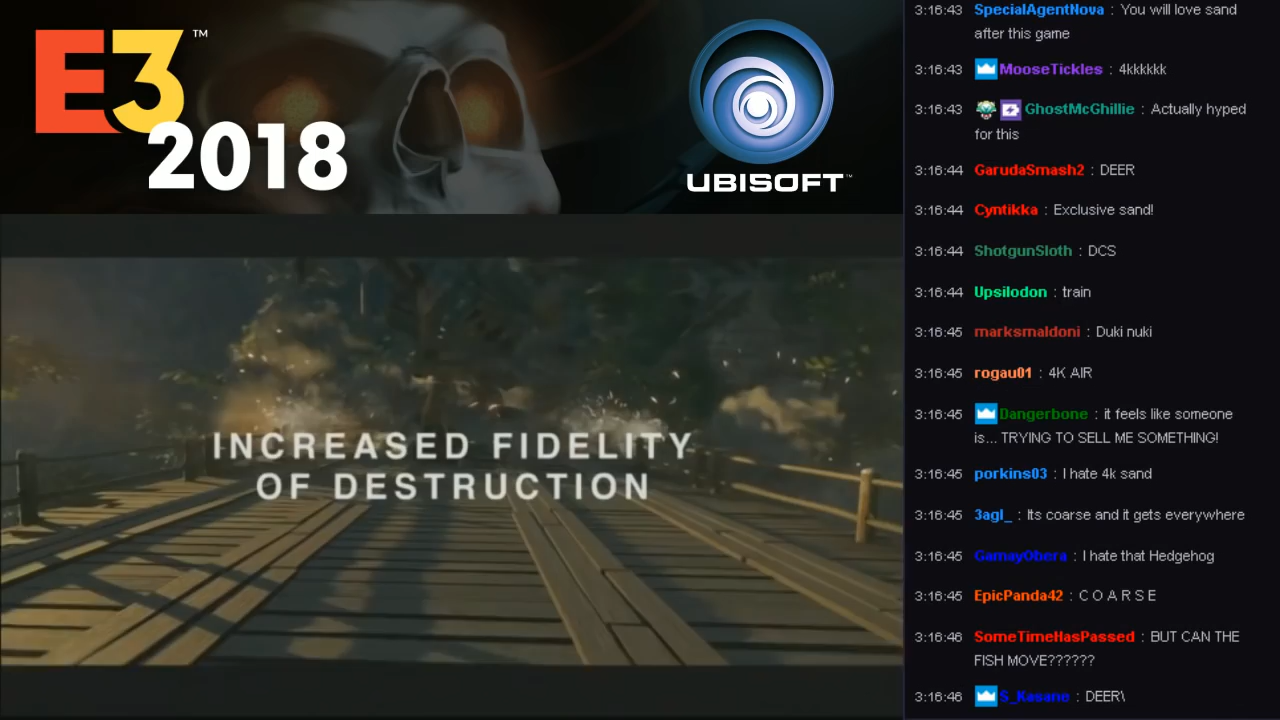 E3™
2018
UBISOFT™
INCREASED FIDELITY
OF DESTRUCTION
3:16:43 SpecialAgentNova : You will love sand
after this game
3:16:43 MooseTickles : 4kkkkkk
3:16:43 GhostMcGhillie : Actually hyped
for this
3:16:44 GarudaSmash2 : DEER
3:16:44 Cyntikka : Exclusive sand!
3:16:44 ShotgunSloth : DCS
3:16:44 Upsilodon : train
3:16:45 marksmaldoni : Duki nuki
3:16:45 rogau01 : 4K AIR
3:16:45 Dangerbone : it feels like someone
is... TRYING TO SELL ME SOMETHING!
3:16:45 porkins03 : I hate 4k sand
3:16:45 3agl_ : Its coarse and it gets everywhere
3:16:45 GamayObera : I hate that Hedgehog
3:16:45 EpicPanda42 : C O A R S E
3:16:46 SomeTimeHasPassed : BUT CAN THE
FISH MOVE??????
3:16:46 S_Kasane : DEER\